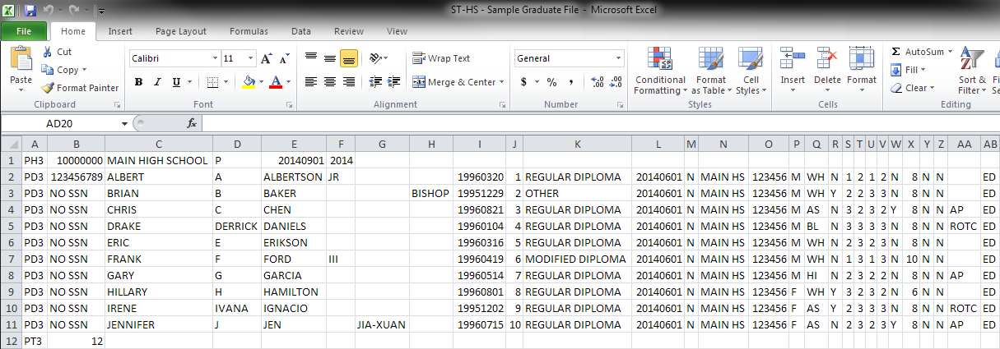 ST-HS - Sample Graduate File - Microsoft Excel
File Home Insert Page Layout Formulas Data Review View
Cut Calibri 11 A A Wrap Text General AutoSum
Copy Fill
Paste Format Painter B I U A Merge & Center $ % , .00 .0 Conditional Formatting Format as Table Cell Styles Insert Delete Format Clear Sort & Filter
Clipboard Font Alignment Number Styles Cells Editing
AD20 fx
A B C D E F G H I J K L M N O P Q R S T U V W X Y Z AA AB
1 PH3 10000000 MAIN HIGH SCHOOL P 20140901 2014
2 PD3 123456789 ALBERT A ALBERTSON JR 19960320 1 REGULAR DIPLOMA 20140601 N MAIN HS 123456 M WH N 1 2 1 2 N 8 N N ED
3 PD3 NO SSN BRIAN B BAKER BISHOP 19951229 2 OTHER 20140601 N MAIN HS 123456 M WH Y 2 2 3 3 N 8 N N ED
4 PD3 NO SSN CHRIS C CHEN 19960821 3 REGULAR DIPLOMA 20140601 N MAIN HS 123456 M AS N 3 2 3 2 Y 8 N N AP ED
5 PD3 NO SSN DRAKE DERRICK DANIELS 19960104 4 REGULAR DIPLOMA 20140601 N MAIN HS 123456 M BL N 3 3 3 3 N 8 N N ROTC ED
6 PD3 NO SSN ERIC E ERIKSON 19960316 5 REGULAR DIPLOMA 20140601 N MAIN HS 123456 M WH N 2 3 2 3 N 8 N N ED
7 PD3 NO SSN FRANK F FORD III 19960419 6 MODIFIED DIPLOMA 20140601 N MAIN HS 123456 M WH N 1 3 1 3 N 10 N N ED
8 PD3 NO SSN GARY G GARCIA 19960514 7 REGULAR DIPLOMA 20140601 N MAIN HS 123456 M HI N 2 3 2 2 N 8 N N AP ED
9 PD3 NO SSN HILLARY H HAMILTON 19960801 8 REGULAR DIPLOMA 20140601 N MAIN HS 123456 F WH Y 3 2 3 2 N 6 N N ED
10 PD3 NO SSN IRENE IVANA IGNACIO 19951202 9 REGULAR DIPLOMA 20140601 N MAIN HS 123456 F AS Y 2 3 3 3 N 8 N N ROTC ED
11 PD3 NO SSN JENNIFER J JEN JIA-XUAN 19960715 10 REGULAR DIPLOMA 20140601 N MAIN HS 123456 F AS N 2 3 2 3 Y 8 N N AP ED
12 PT3 12